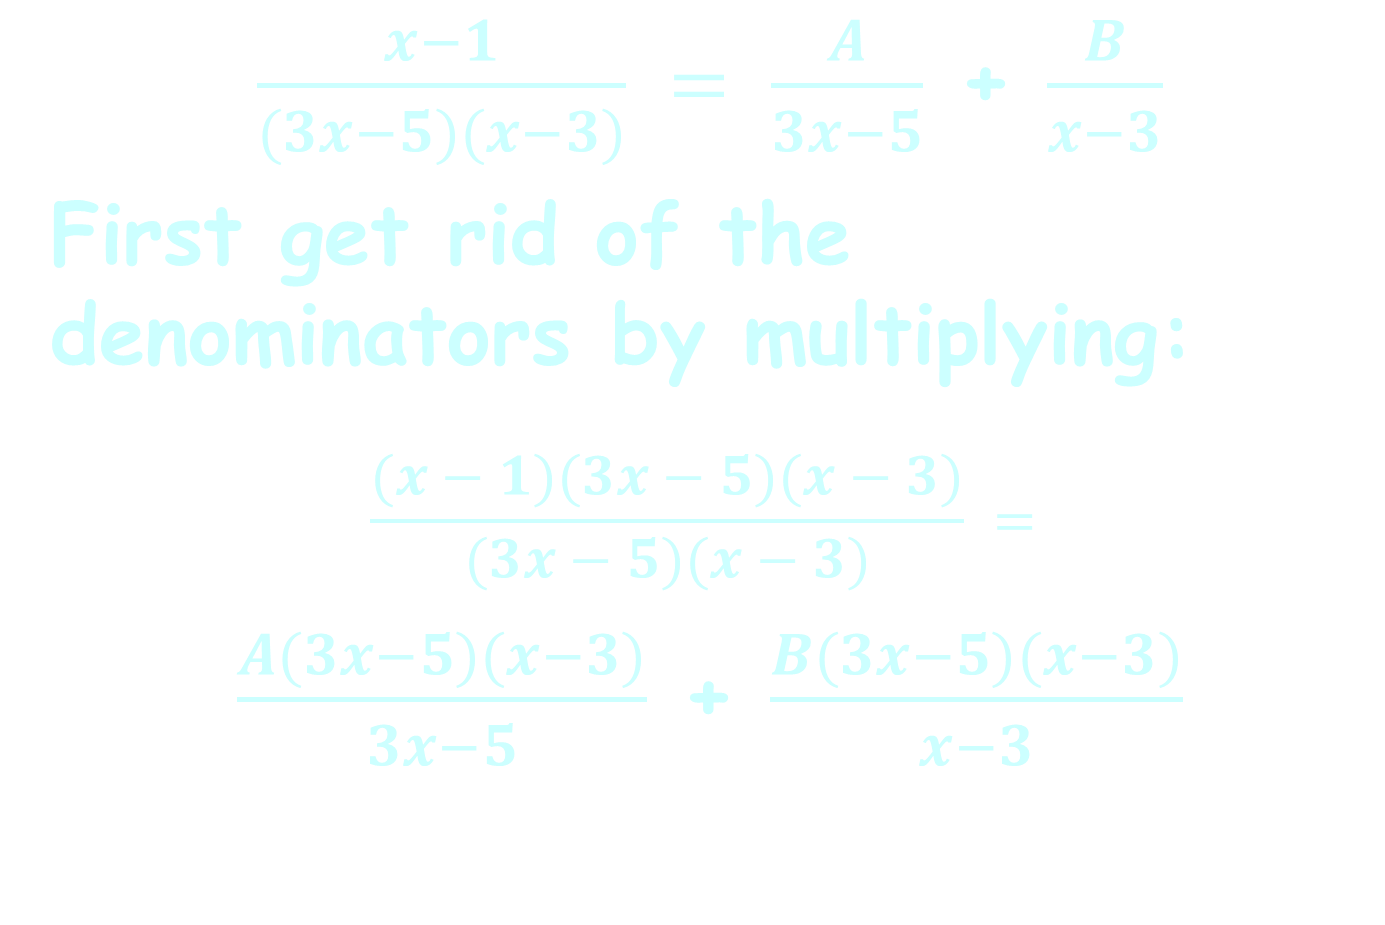 x−1/(3x−5)(x−3) = A/3x−5 + B/x−3
First get rid of the
denominators by multiplying:
(x − 1)(3x − 5)(x − 3)/(3x − 5)(x − 3) =
A(3x−5)(x−3)/3x−5 + B(3x−5)(x−3)/x−3